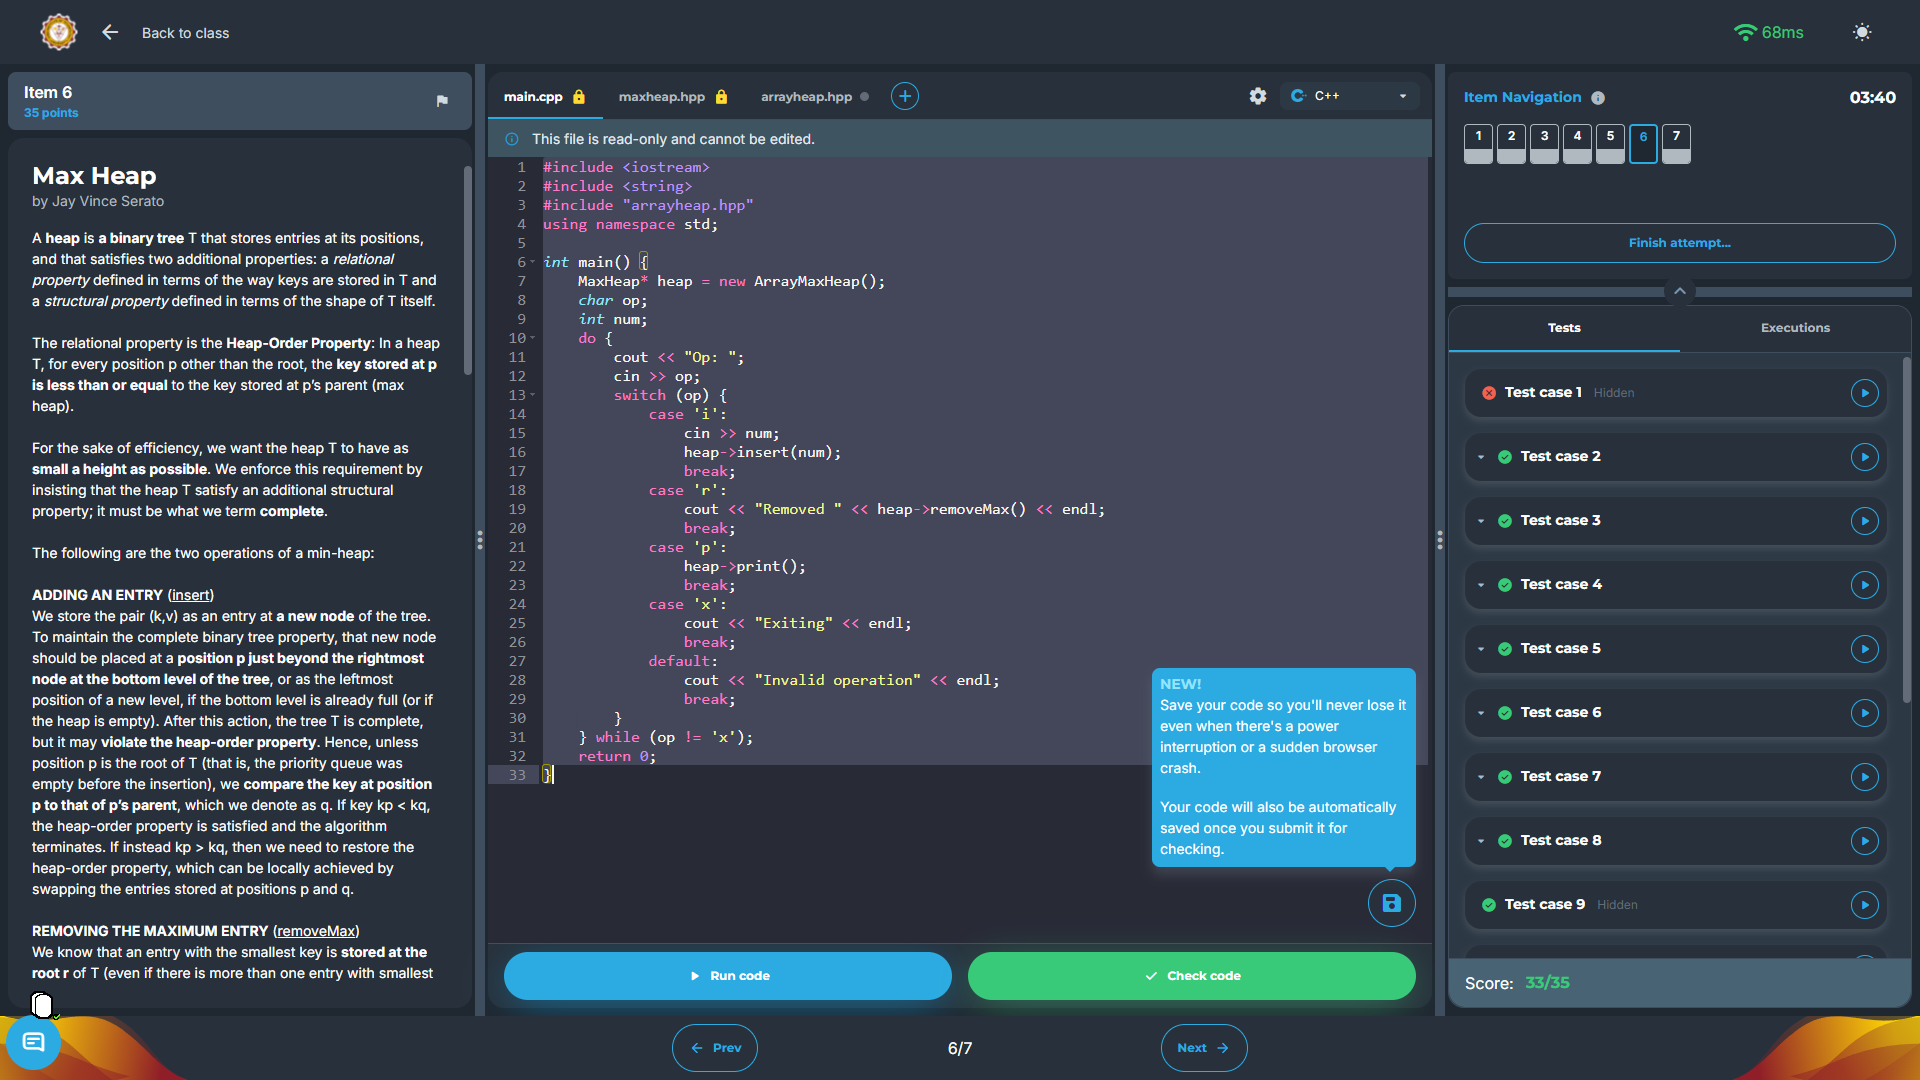 Back to class
68ms
Item 6
35 points
Max Heap
by Jay Vince Serato
A heap is a binary tree T that stores entries at its positions,
and that satisfies two additional properties: a relational
property defined in terms of the way keys are stored in T and
a structural property defined in terms of the shape of T itself.
The relational property is the Heap-Order Property: In a heap
T, for every position p other than the root, the key stored at p
is less than or equal to the key stored at p's parent (max
heap).
For the sake of efficiency, we want the heap T to have as
small a height as possible. We enforce this requirement by
insisting that the heap T satisfy an additional structural
property; it must be what we term complete.
The following are the two operations of a min-heap:
ADDING AN ENTRY (insert)
We store the pair (k,v) as an entry at a new node of the tree.
To maintain the complete binary tree property, that new node
should be placed at a position p just beyond the rightmost
node at the bottom level of the tree, or as the leftmost
position of a new level, if the bottom level is already full (or if
the heap is empty). After this action, the tree T is complete,
but it may violate the heap-order property. Hence, unless
position p is the root of T (that is, the priority queue was
empty before the insertion), we compare the key at position
p to that of p's parent, which we denote as q. If key kp < kq,
the heap-order property is satisfied and the algorithm
terminates. If instead kp > kq, then we need to restore the
heap-order property, which can be locally achieved by
swapping the entries stored at positions p and q.
REMOVING THE MAXIMUM ENTRY (removeMax)
We know that an entry with the smallest key is stored at the
root r of T (even if there is more than one entry with smallest
main.cpp
maxheap.hpp
arrayheap.hpp
C++
This file is read-only and cannot be edited.
1 #include <iostream>
2 #include <string>
3 #include "arrayheap.hpp"
4 using namespace std;
5
6 int main() {
7 MaxHeap* heap = new ArrayMaxHeap();
8 char op;
9 int num;
10 do {
11 cout << "Op: ";
12 cin >> op;
13 switch (op) {
14 case 'i':
15 cin >> num;
16 heap->insert(num);
17 break;
18 case 'r':
19 cout << "Removed " << heap->removeMax() << endl;
20 break;
21 case 'p':
22 heap->print();
23 break;
24 case 'x':
25 cout << "Exiting" << endl;
26 break;
27 default:
28 cout << "Invalid operation" << endl;
29 break;
30 }
31 } while (op != 'x');
32 return 0;
33 }
NEW!
Save your code so you'll never lose it
even when there's a power
interruption or a sudden browser
crash.
Your code will also be automatically
saved once you submit it for
checking.
Run code
Check code
Prev
6/7
Next
Item Navigation
03:40
1 2 3 4 5 6 7
Finish attempt...
Tests
Executions
Test case 1 Hidden
Test case 2
Test case 3
Test case 4
Test case 5
Test case 6
Test case 7
Test case 8
Test case 9 Hidden
Score: 33/35